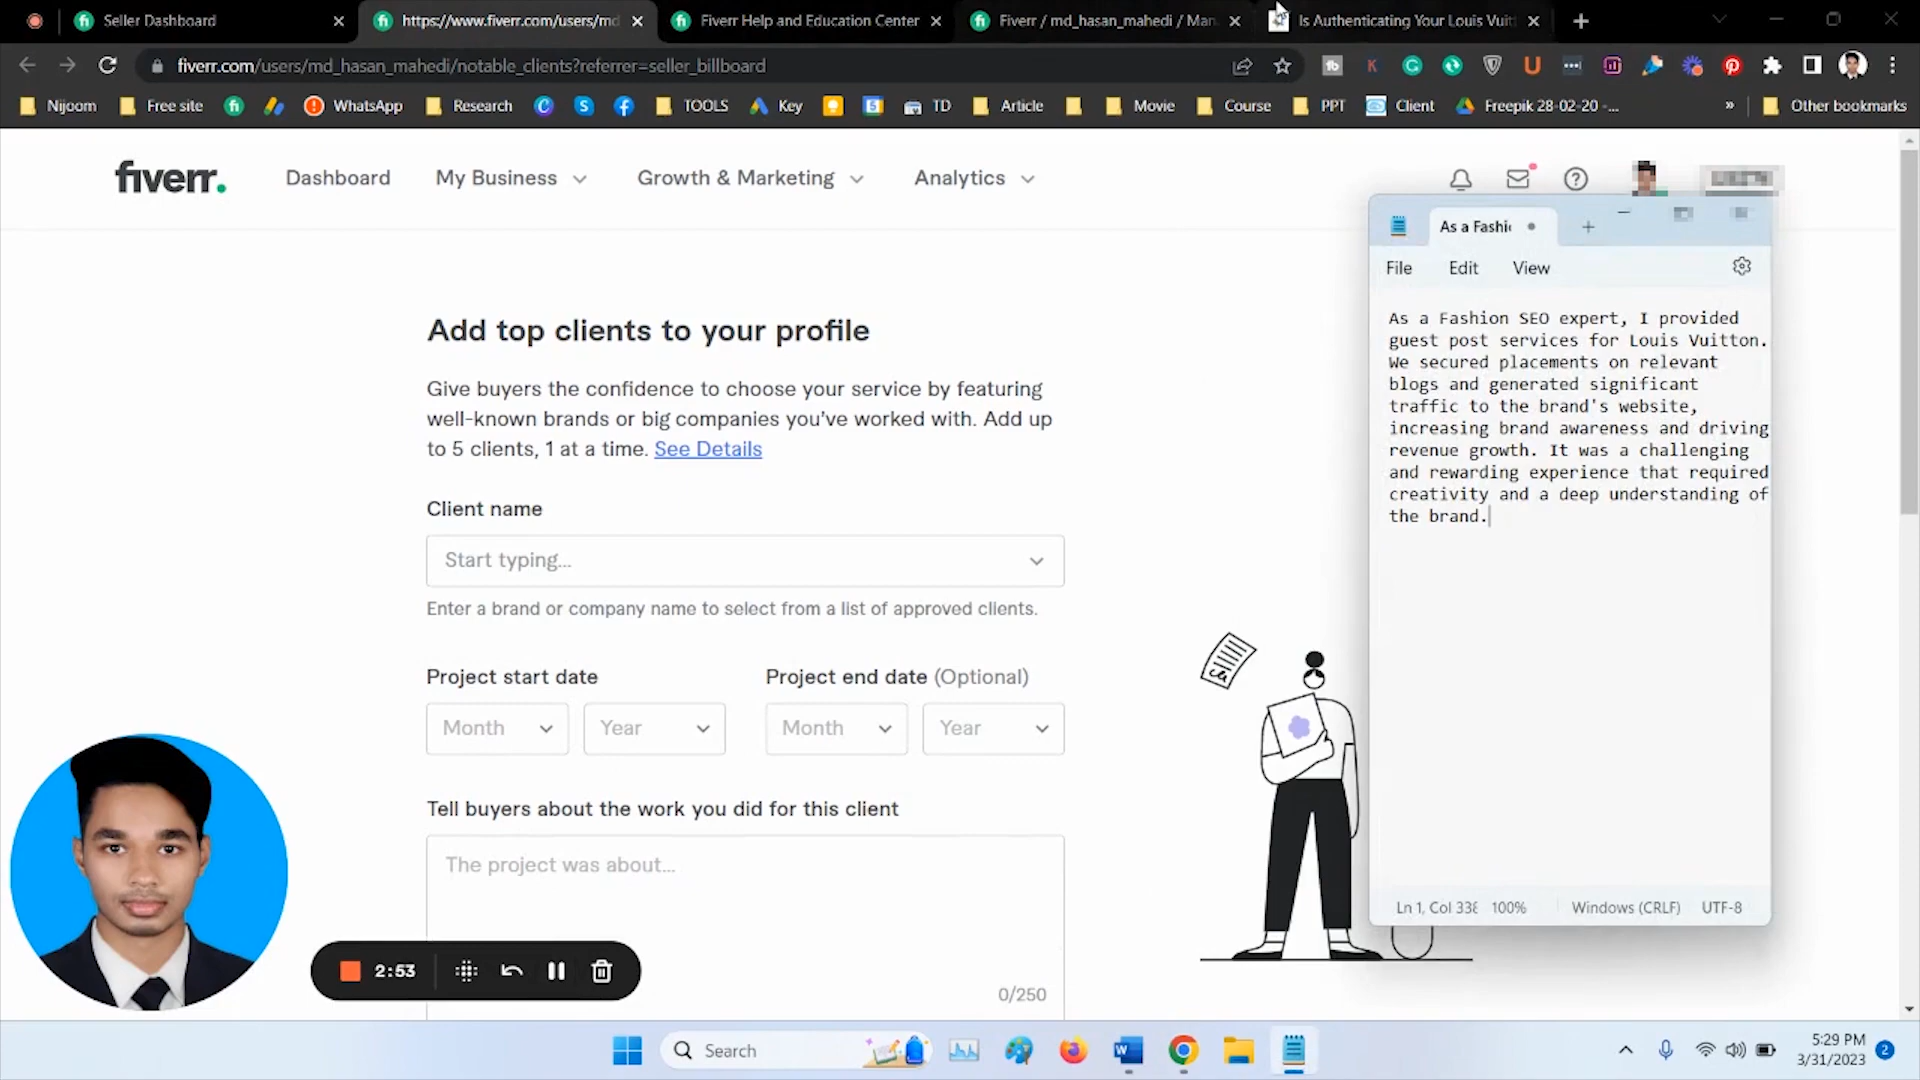 Seller Dashboard
https://www.fiverr.com/users/md
Fiverr Help and Education Center
Fiverr / md_hasan_mahedi / Man
Is Authenticating Your Louis Vuitt
fiverr.com/users/md_hasan_mahedi/notable_clients?referrer=seller_billboard
Nijoom
Free site
WhatsApp
Research
TOOLS
Key
TD
Article
Movie
Course
PPT
Client
Freepik 28-02-20 -...
»
Other bookmarks
fiverr.
Dashboard
My Business
Growth & Marketing
Analytics
As a Fashi
File Edit View
As a Fashion SEO expert, I provided
guest post services for Louis Vuitton.
We secured placements on relevant
blogs and generated significant
traffic to the brand's website,
increasing brand awareness and driving
revenue growth. It was a challenging
and rewarding experience that required
creativity and a deep understanding of
the brand.
Ln 1, Col 338 100% Windows (CRLF) UTF-8
Add top clients to your profile
Give buyers the confidence to choose your service by featuring
well-known brands or big companies you've worked with. Add up
to 5 clients, 1 at a time. See Details
Client name
Start typing...
Enter a brand or company name to select from a list of approved clients.
Project start date
Project end date (Optional)
Month Year Month Year
Tell buyers about the work you did for this client
The project was about...
0/250
2:53
Search
5:29 PM
3/31/2023
2